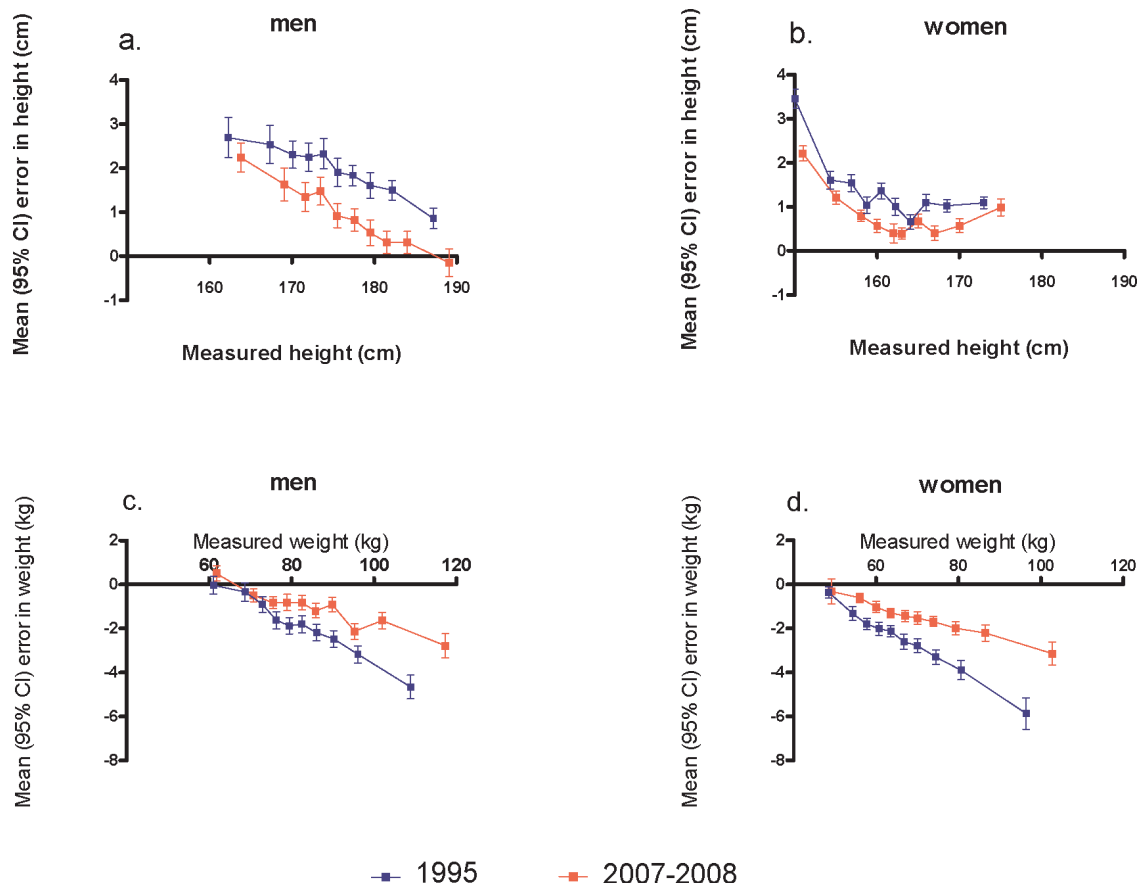 men
a.
Mean (95% CI) error in height (cm)
4
3
2
1
0
-1
160 170 180 190
Measured height (cm)
women
b.
Mean (95% CI) error in height (cm)
4
3
2
1
0
-1
160 170 180 190
Measured height (cm)
men
c.
Mean (95% CI) error in weight (kg)
Measured weight (kg)
60 80 100 120
2
0
-2
-4
-6
-8
women
d.
Mean (95% CI) error in weight (kg)
Measured weight (kg)
60 80 100 120
2
0
-2
-4
-6
-8
1995 2007-2008